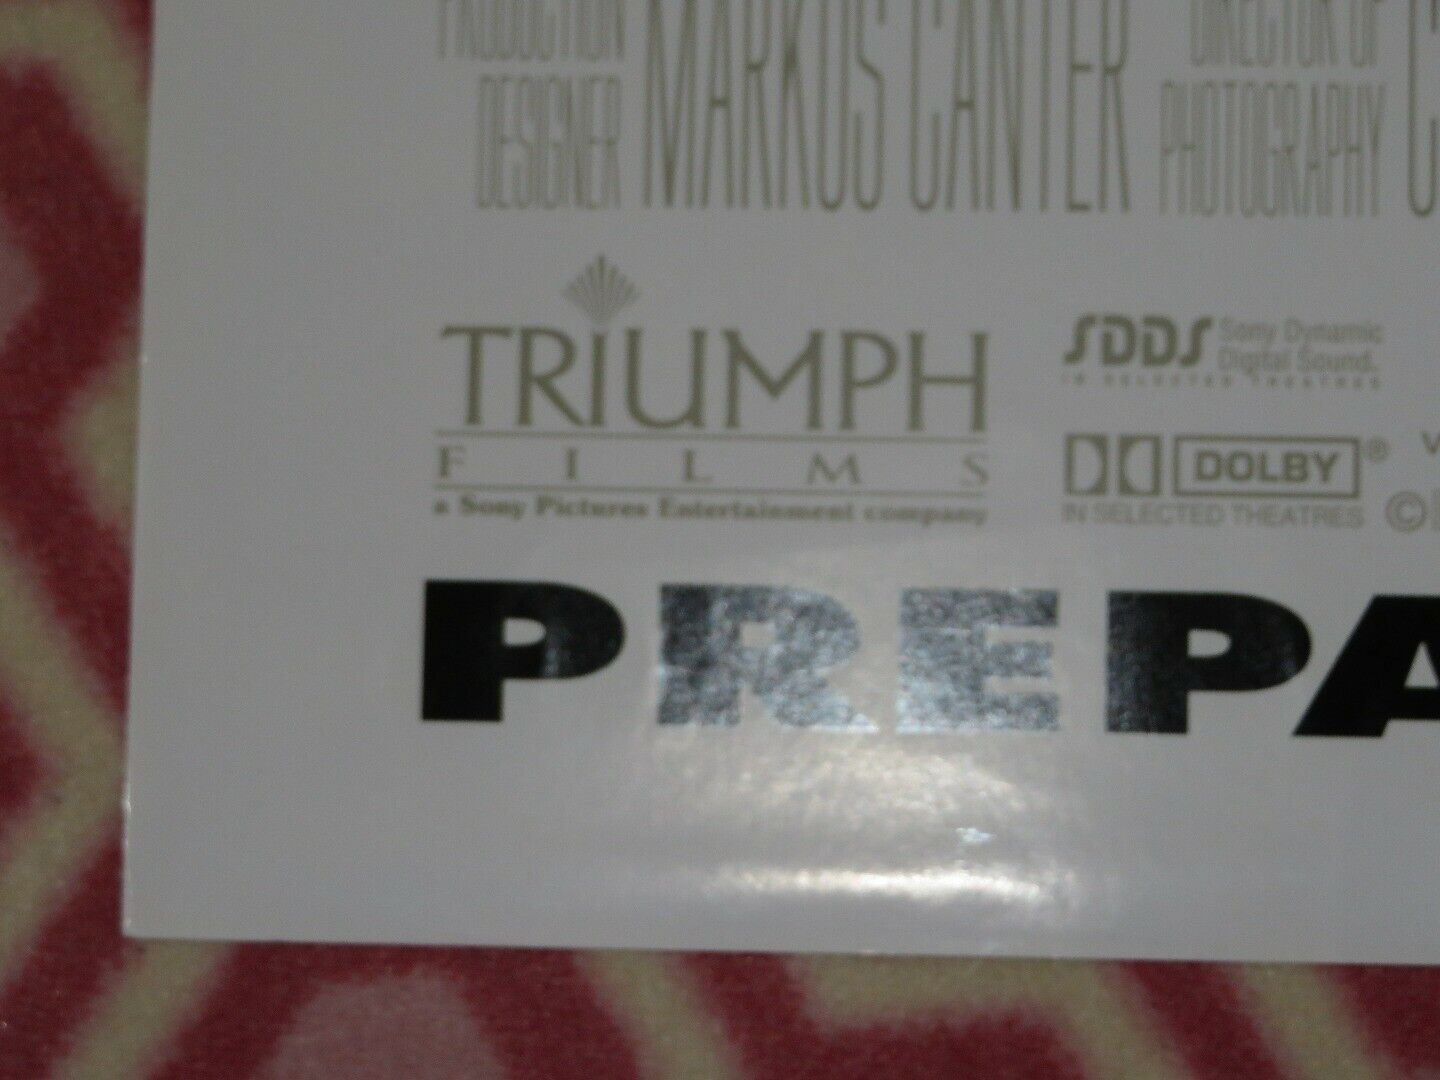 PRODUCTION
DESIGNER MARKUS CANTER
DIRECTOR OF
PHOTOGRAPHY C
TRIUMPH
FILMS
a Sony Pictures Entertainment company
SDDS Sony Dynamic
Digital Sound.
IN SELECTED THEATRES
DOLBY ®
IN SELECTED THEATRES
V
©
PREPA